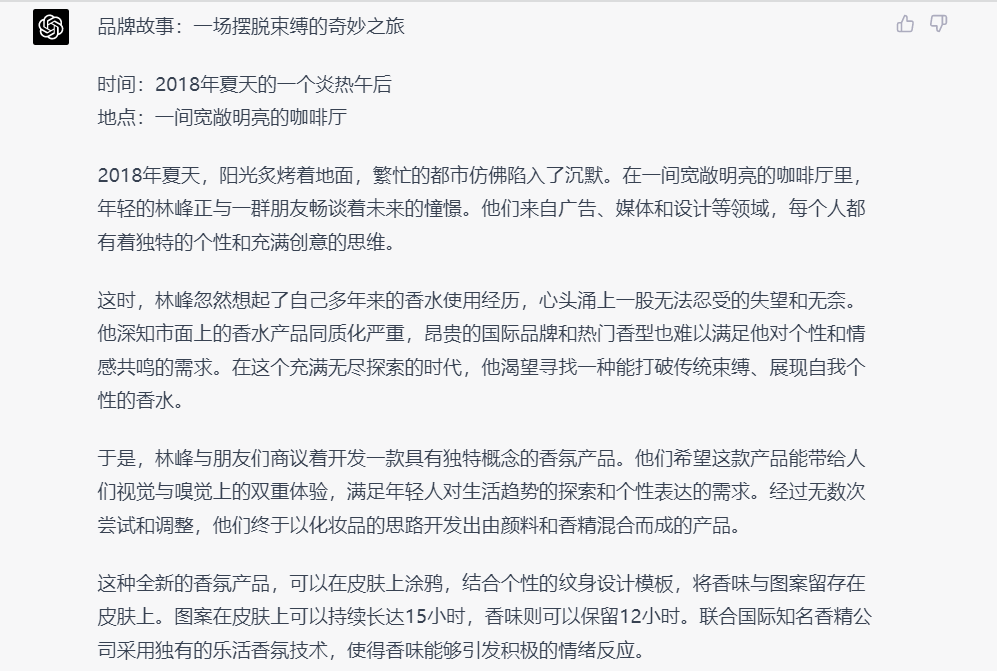 品牌故事：一场摆脱束缚的奇妙之旅
时间：2018年夏天的一个炎热午后
地点：一间宽敞明亮的咖啡厅
2018年夏天，阳光炙烤着地面，繁忙的都市仿佛陷入了沉默。在一间宽敞明亮的咖啡厅里，
年轻的林峰正与一群朋友畅谈着未来的憧憬。他们来自广告、媒体和设计等领域，每个人都
有着独特的个性和充满创意的思维。
这时，林峰忽然想起了自己多年来的香水使用经历，心头涌上一股无法忍受的失望和无奈。
他深知市面上的香水产品同质化严重，昂贵的国际品牌和热门香型也难以满足他对个性和情
感共鸣的需求。在这个充满无尽探索的时代，他渴望寻找一种能打破传统束缚、展现自我个
性的香水。
于是，林峰与朋友们商议着开发一款具有独特概念的香氛产品。他们希望这款产品能带给人
们视觉与嗅觉上的双重体验，满足年轻人对生活趋势的探索和个性表达的需求。经过无数次
尝试和调整，他们终于以化妆品的思路开发出由颜料和香精混合而成的产品。
这种全新的香氛产品，可以在皮肤上涂鸦，结合个性的纹身设计模板，将香味与图案留存在
皮肤上。图案在皮肤上可以持续长达15小时，香味则可以保留12小时。联合国际知名香精公
司采用独有的乐活香氛技术，使得香味能够引发积极的情绪反应。